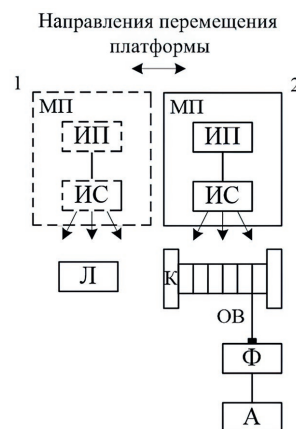 Направления перемещения
платформы
1
2
МП
МП
ИП
ИП
ИС
ИС
Л
К
ОВ
Ф
А